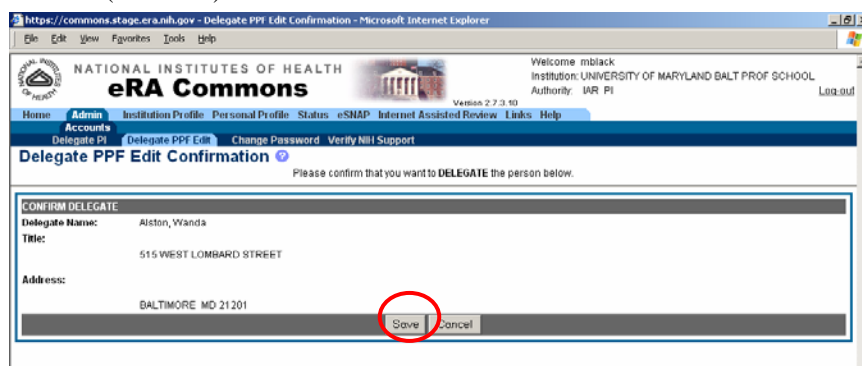 https://commons.stage.era.nih.gov - Delegate PPF Edit Confirmation - Microsoft Internet Explorer
File Edit View Favorites Tools Help
NATIONAL INSTITUTES OF HEALTH
eRA Commons
Version 2.7.3.10
Welcome mblack
Institution: UNIVERSITY OF MARYLAND BALT PROF SCHOOL
Authority: IAR PI
Log-out
Home Admin Institution Profile Personal Profile Status eSNAP Internet Assisted Review Links Help
Accounts
Delegate PI Delegate PPF Edit Change Password Verify NIH Support
Delegate PPF Edit Confirmation ?
Please confirm that you want to DELEGATE the person below.
CONFIRM DELEGATE
Delegate Name: Alston, Wanda
Title:
515 WEST LOMBARD STREET
Address:
BALTIMORE MD 21201
Save Cancel